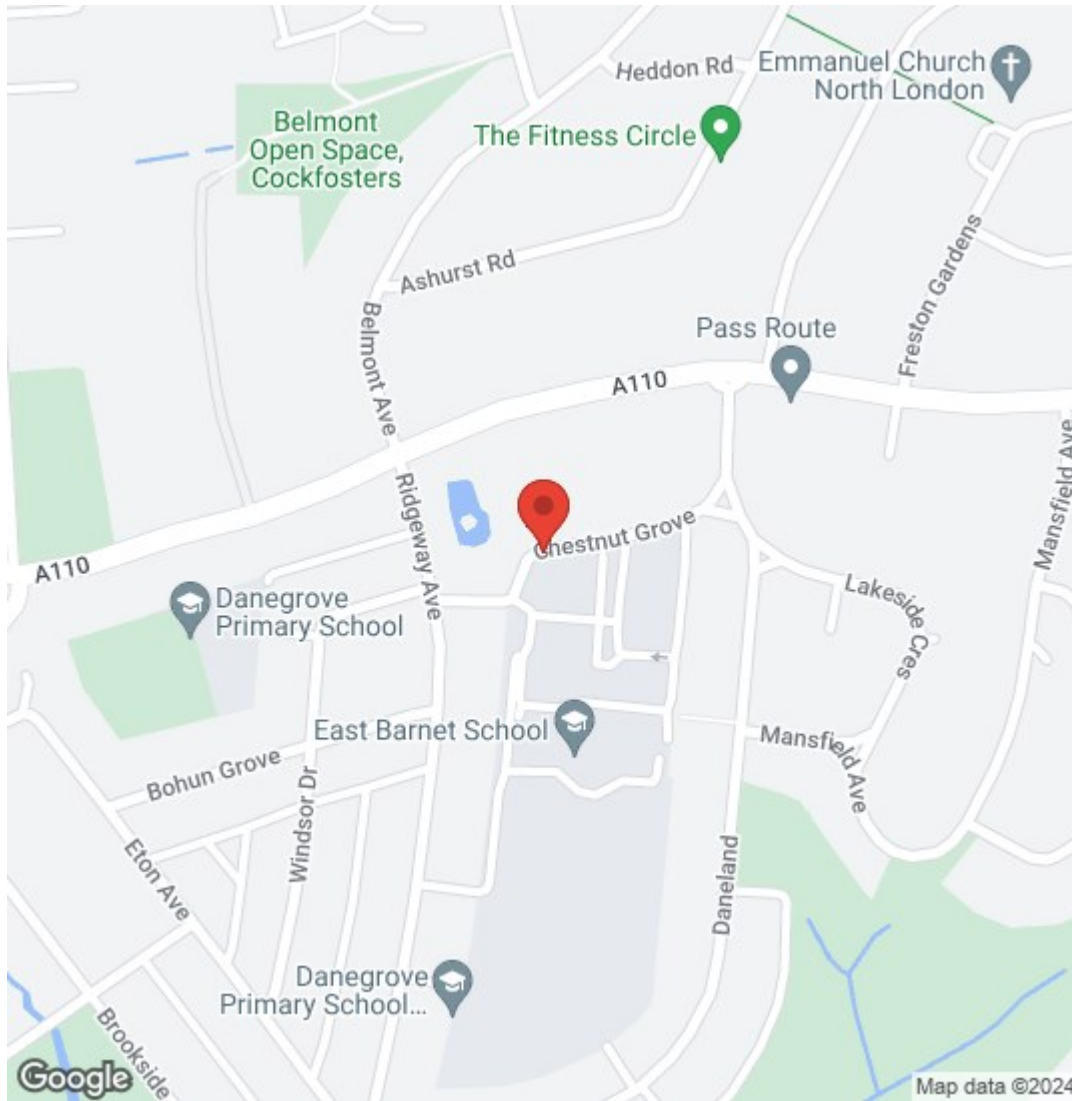 Heddon Rd
Emmanuel Church
North London
The Fitness Circle
Belmont
Open Space,
Cockfosters
Ashurst Rd
Freston Gardens
Belmont Ave
Pass Route
A110
Mansfield Ave
Ridgeway Ave
Chestnut Grove
A110
Danegrove
Primary School
Lakeside Cres
East Barnet School
Mansfield Ave
Bohun Grove
Windsor Dr
Eton Ave
Daneland
Danegrove
Primary School...
Brookside
Google
Map data ©2024